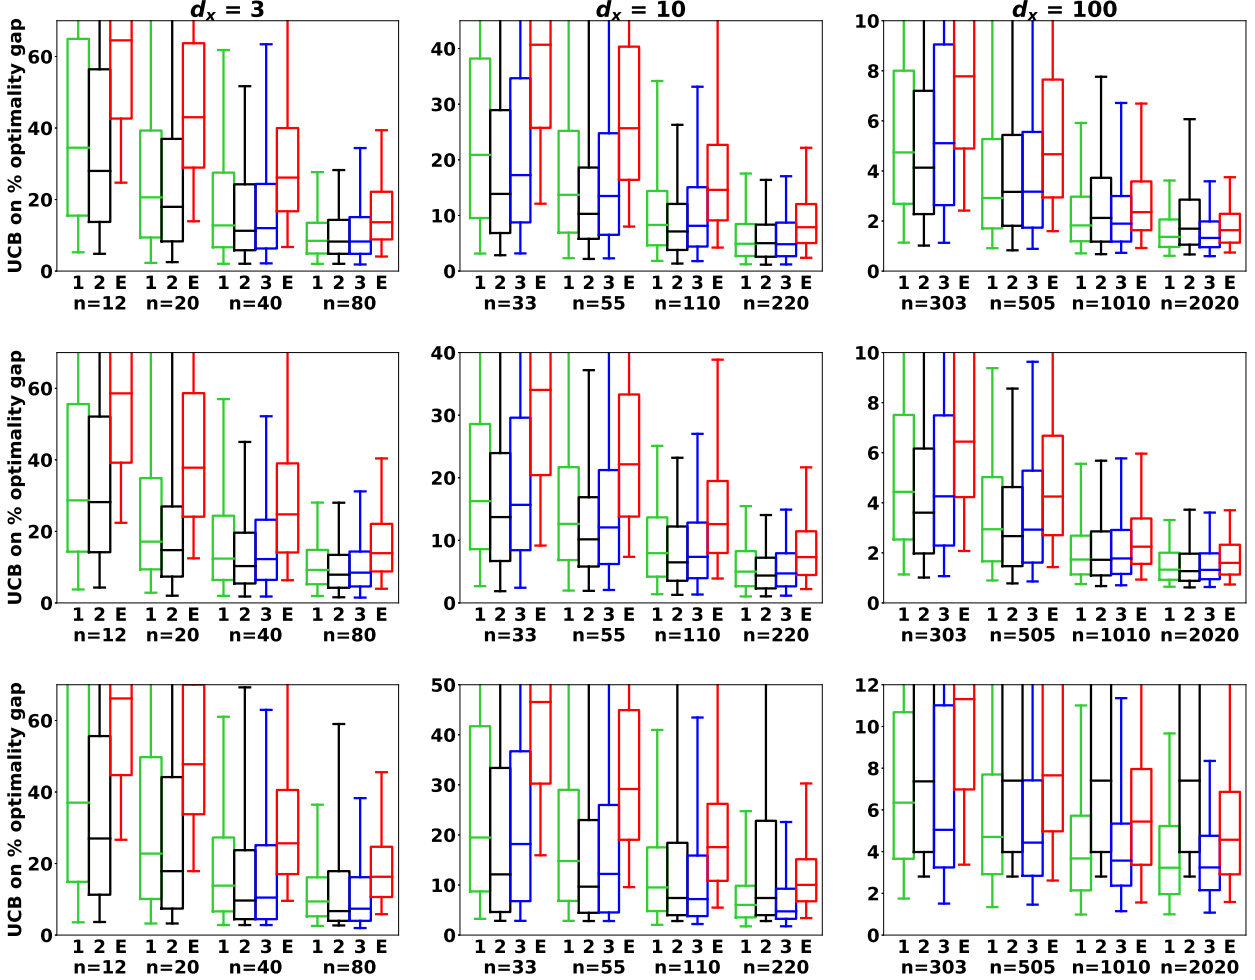 d_x = 3 d_x = 10 d_x = 100
UCB on % optimality gap
60
40
20
0
1 2 E 1 2 E 1 2 3 E 1 2 3 E
n=12 n=20 n=40 n=80
40
30
20
10
0
1 2 3 E 1 2 3 E 1 2 3 E 1 2 3 E
n=33 n=55 n=110 n=220
10
8
6
4
2
0
1 2 3 E 1 2 3 E 1 2 3 E 1 2 3 E
n=303 n=505 n=1010 n=2020
UCB on % optimality gap
60
40
20
0
1 2 E 1 2 E 1 2 3 E 1 2 3 E
n=12 n=20 n=40 n=80
40
30
20
10
0
1 2 3 E 1 2 3 E 1 2 3 E 1 2 3 E
n=33 n=55 n=110 n=220
10
8
6
4
2
0
1 2 3 E 1 2 3 E 1 2 3 E 1 2 3 E
n=303 n=505 n=1010 n=2020
UCB on % optimality gap
60
40
20
0
1 2 E 1 2 E 1 2 3 E 1 2 3 E
n=12 n=20 n=40 n=80
50
40
30
20
10
0
1 2 3 E 1 2 3 E 1 2 3 E 1 2 3 E
n=33 n=55 n=110 n=220
12
10
8
6
4
2
0
1 2 3 E 1 2 3 E 1 2 3 E 1 2 3 E
n=303 n=505 n=1010 n=2020